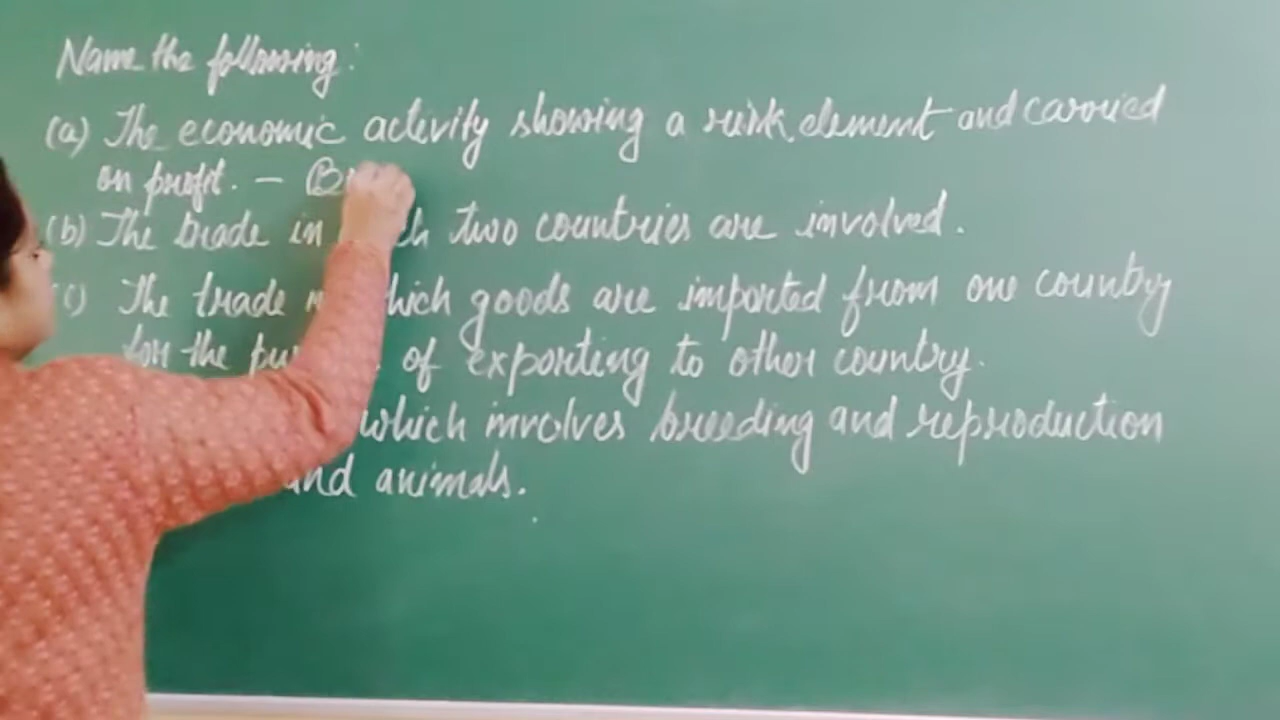 Name the following:
(a) The economic activity showing a risk element and carried
on profit. - B
(b) The trade in two countries are involved.
(c) The trade goods are imported from one country
for the of exporting to other country.
which involves breeding and reproduction
and animals.